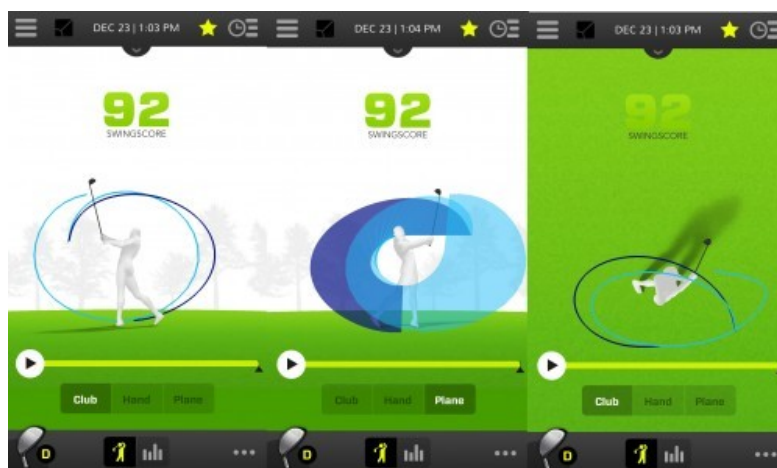 DEC 23 | 1:03 PM
92
SWINGSCORE
Club Hand Plane
D
DEC 23 | 1:04 PM
92
SWINGSCORE
Club Hand Plane
D
DEC 23 | 1:03 PM
92
SWINGSCORE
Club Hand Plane
D